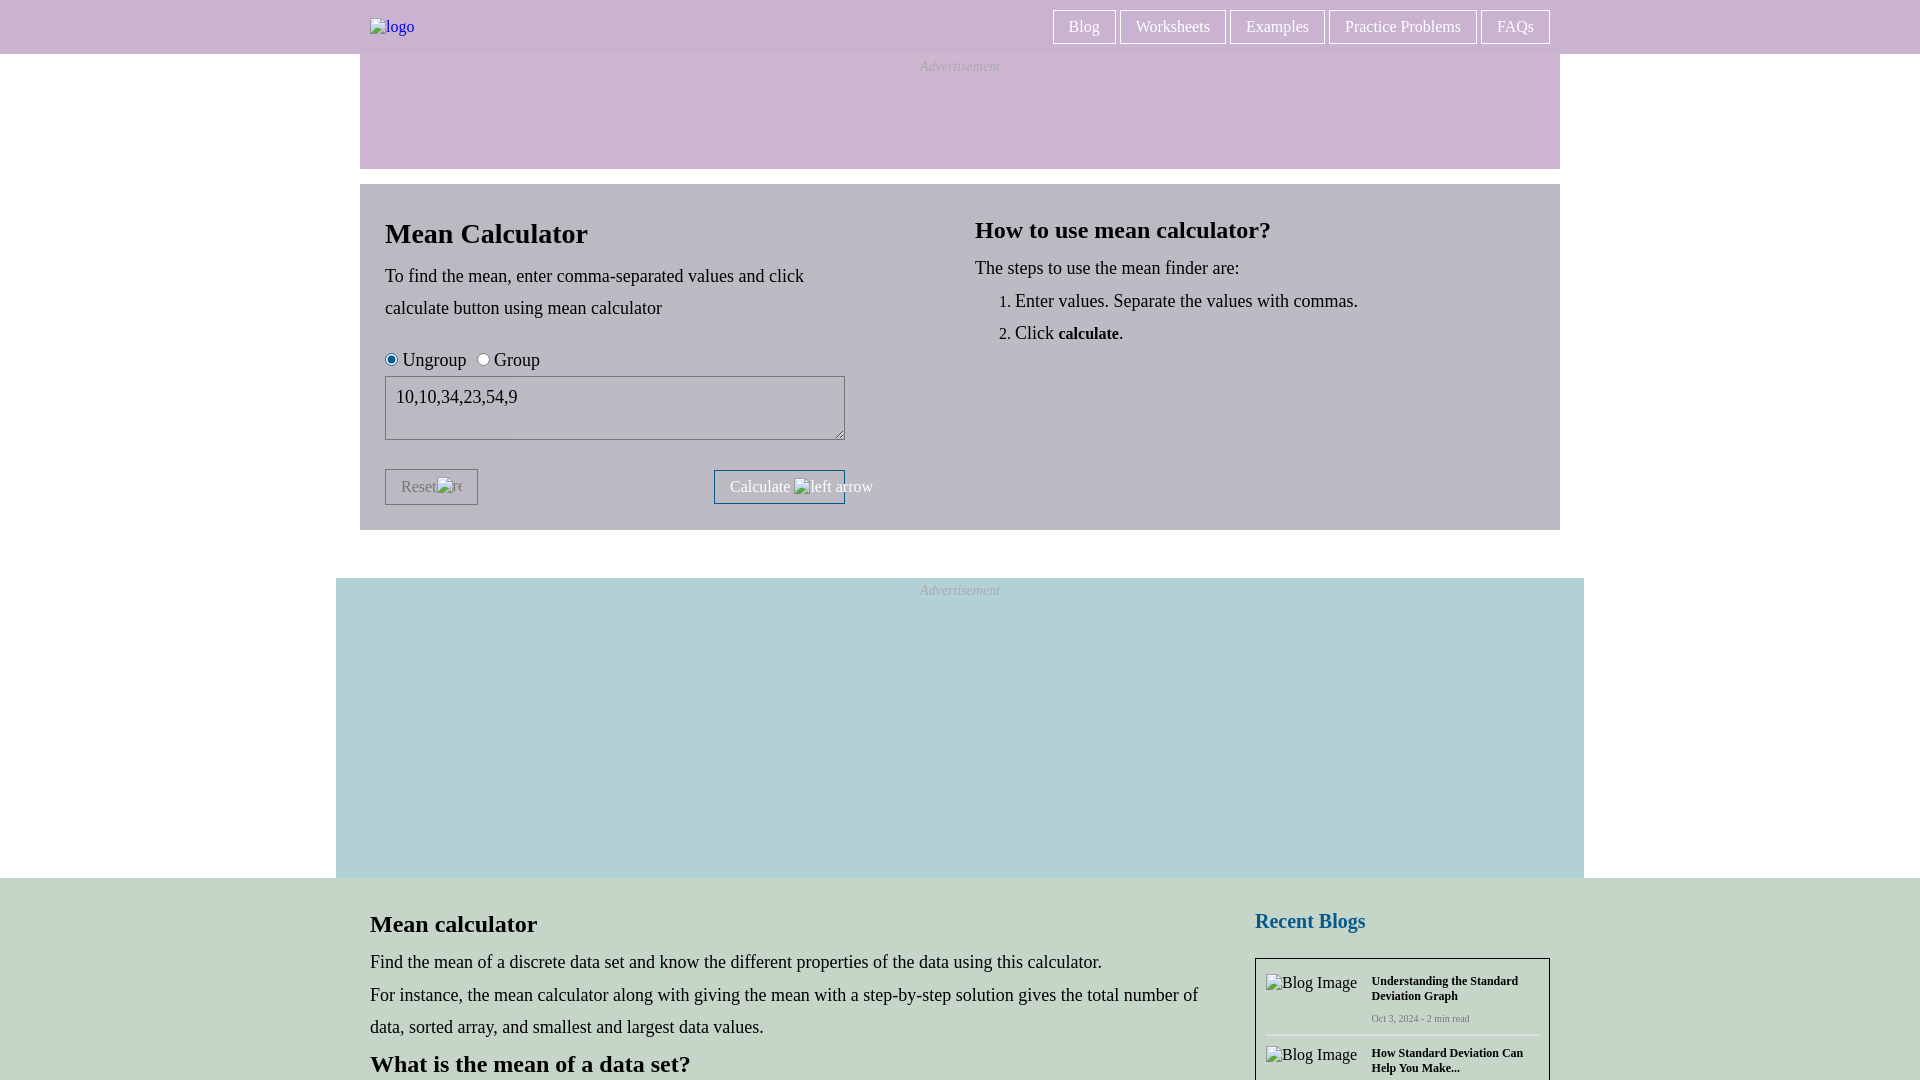 logo
Blog
Worksheets
Examples
Practice Problems
FAQs
Advertisement
Mean Calculator
To find the mean, enter comma-separated values and click
calculate button using mean calculator
Ungroup
Group
10,10,34,23,54,9
Reset
Calculate left arrow
How to use mean calculator?
The steps to use the mean finder are:
1. Enter values. Separate the values with commas.
2. Click calculate.
Advertisement
Mean calculator
Find the mean of a discrete data set and know the different properties of the data using this calculator.
For instance, the mean calculator along with giving the mean with a step-by-step solution gives the total number of
data, sorted array, and smallest and largest data values.
What is the mean of a data set?
Recent Blogs
Blog Image
Understanding the Standard
Deviation Graph
Oct 3, 2024 - 2 min read
Blog Image
How Standard Deviation Can
Help You Make...